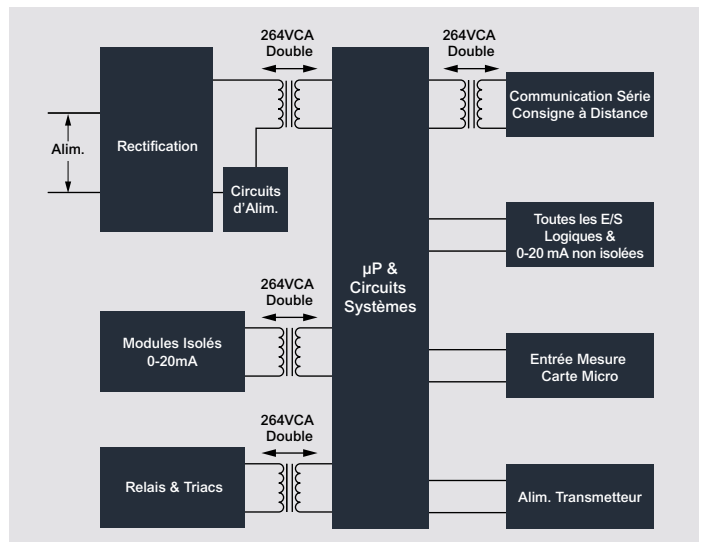 264VCA
Double
264VCA
Double
Alim.
Rectification
Circuits
d'Alim.
Communication Série
Consigne à Distance
Toutes les E/S
Logiques &
0-20 mA non isolées
µP &
Circuits
Systèmes
264VCA
Double
Modules Isolés
0-20mA
Entrée Mesure
Carte Micro
264VCA
Double
Relais & Triacs
Alim. Transmetteur